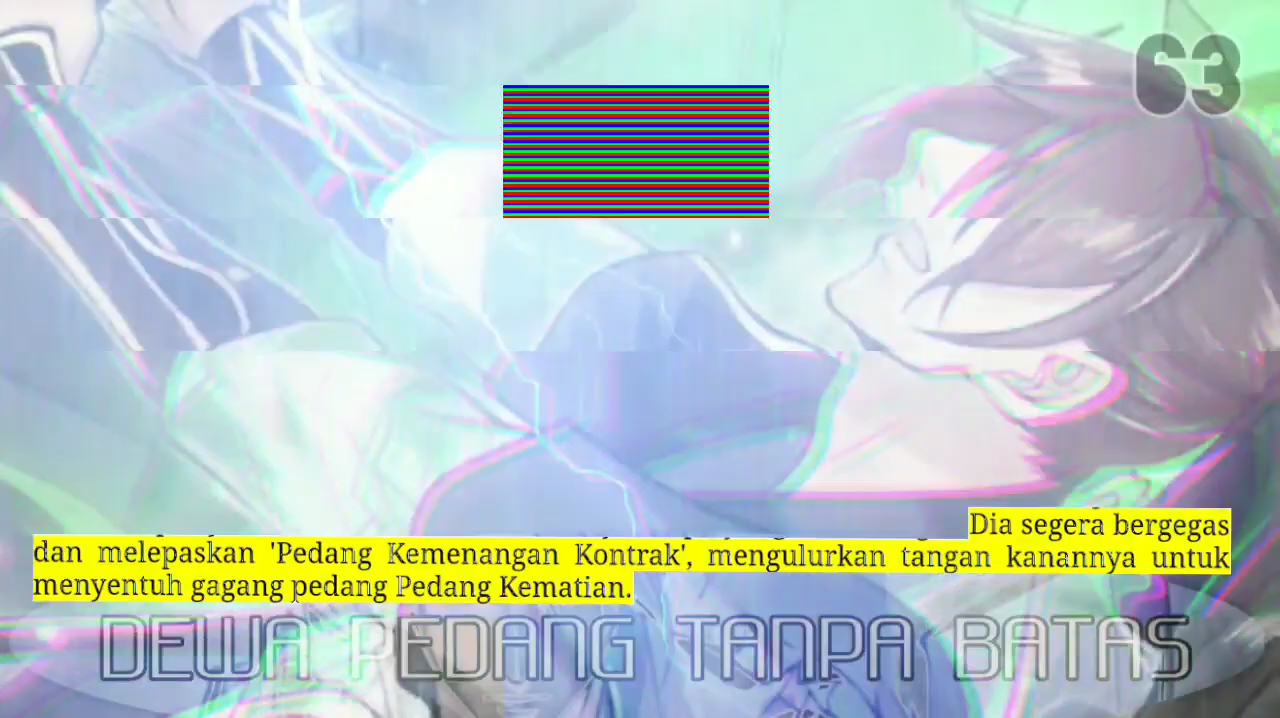 63
Dia segera bergegas
dan melepaskan 'Pedang Kemenangan Kontrak', mengulurkan tangan kanannya untuk
menyentuh gagang pedang Pedang Kematian.
DEWA PEDANG TANPA BATAS